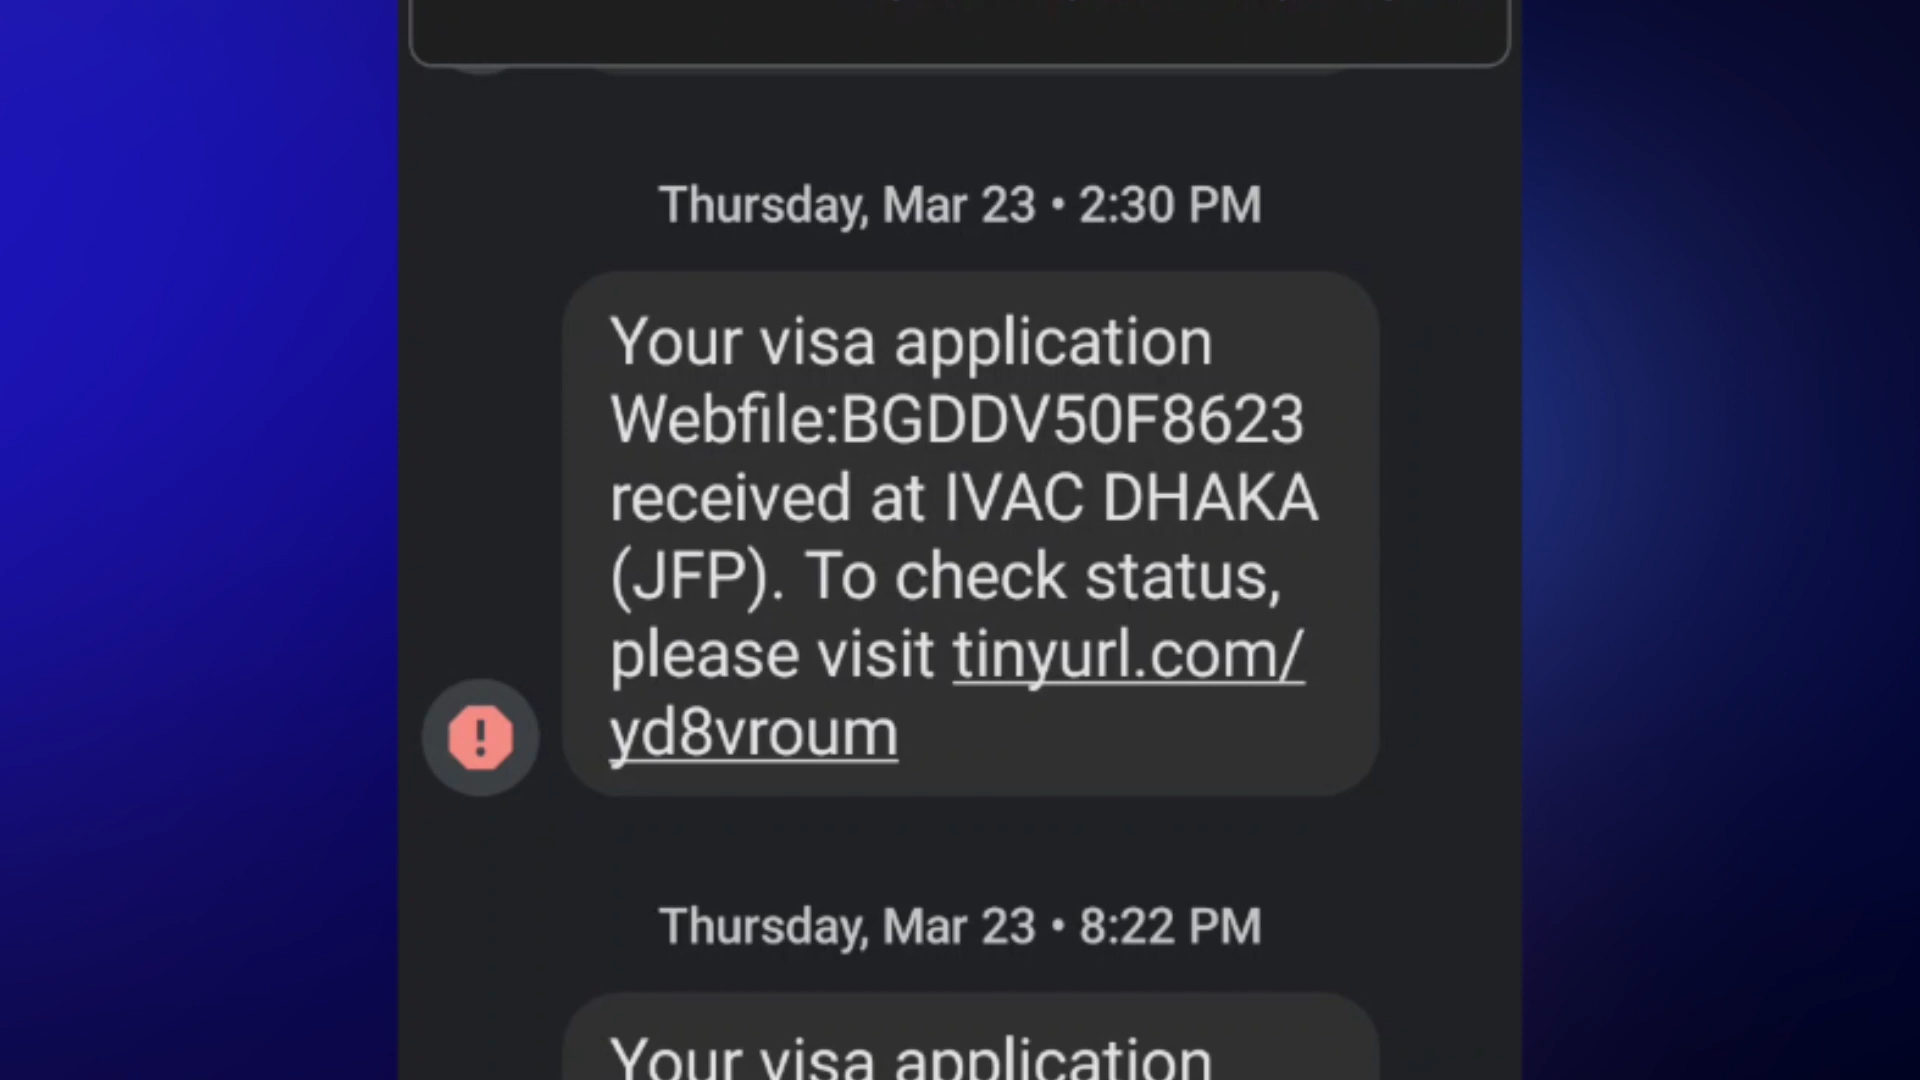 Thursday, Mar 23 • 2:30 PM
Your visa application
Webfile:BGDDV50F8623
received at IVAC DHAKA
(JFP). To check status,
please visit tinyurl.com/
yd8vroum
Thursday, Mar 23 • 8:22 PM
Your visa application